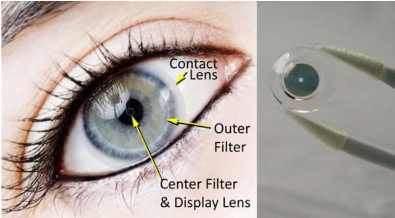 Contact
Lens
Outer
Filter
Center Filter
& Display Lens